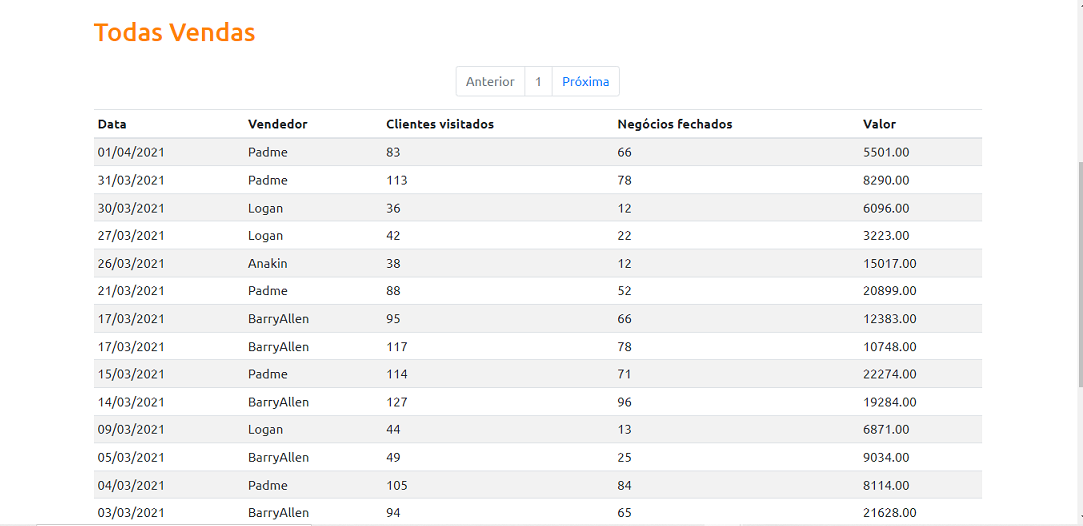 Todas Vendas
Anterior 1 Próxima
Data Vendedor Clientes visitados Negócios fechados Valor
01/04/2021 Padme 83 66 5501.00
31/03/2021 Padme 113 78 8290.00
30/03/2021 Logan 36 12 6096.00
27/03/2021 Logan 42 22 3223.00
26/03/2021 Anakin 38 12 15017.00
21/03/2021 Padme 88 52 20899.00
17/03/2021 BarryAllen 95 66 12383.00
17/03/2021 BarryAllen 117 78 10748.00
15/03/2021 Padme 114 71 22274.00
14/03/2021 BarryAllen 127 96 19284.00
09/03/2021 Logan 44 13 6871.00
05/03/2021 BarryAllen 49 25 9034.00
04/03/2021 Padme 105 84 8114.00
03/03/2021 BarryAllen 94 65 21628.00